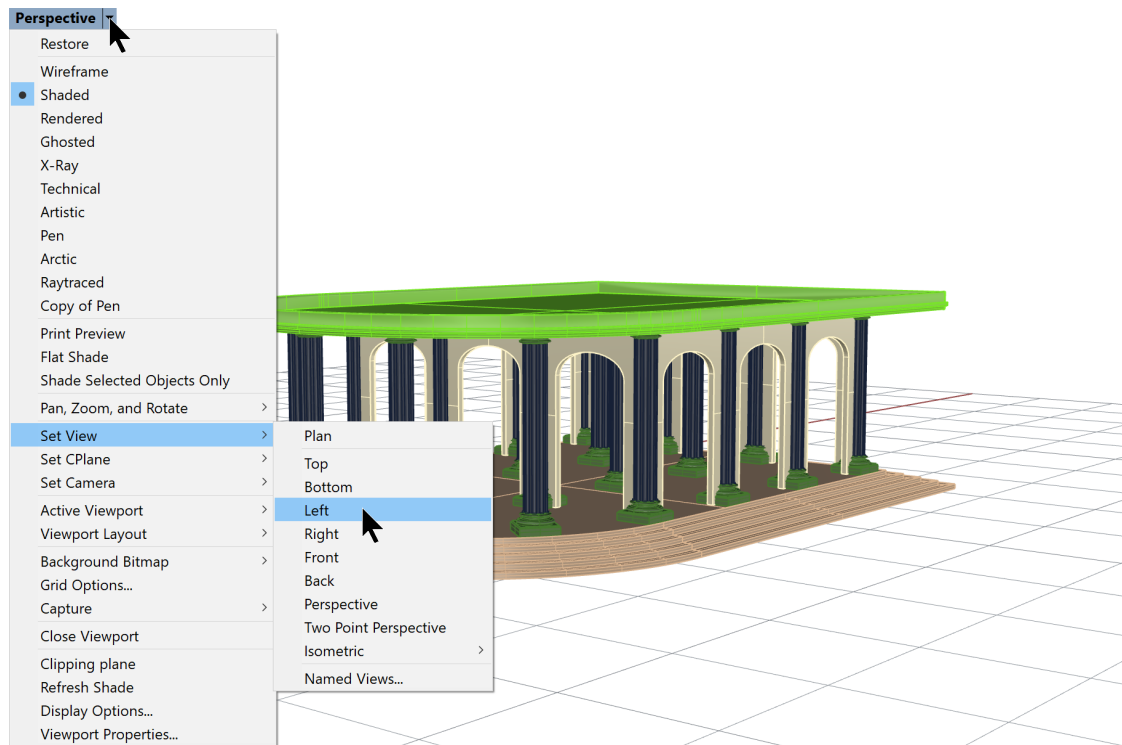 Perspective
Restore
Wireframe
Shaded
Rendered
Ghosted
X-Ray
Technical
Artistic
Pen
Arctic
Raytraced
Copy of Pen
Print Preview
Flat Shade
Shade Selected Objects Only
Pan, Zoom, and Rotate
Set View
Set CPlane
Set Camera
Active Viewport
Viewport Layout
Background Bitmap
Grid Options...
Capture
Close Viewport
Clipping plane
Refresh Shade
Display Options...
Viewport Properties...
Plan
Top
Bottom
Left
Right
Front
Back
Perspective
Two Point Perspective
Isometric
Named Views...